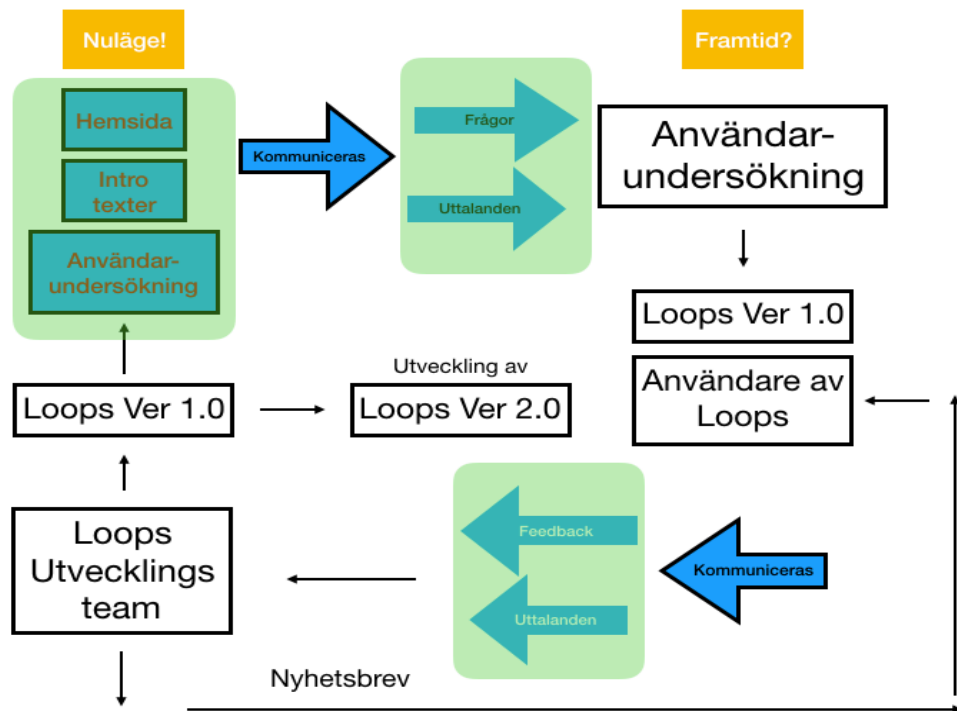 Nuläge!
Framtid?
Hemsida
Intro
texter
Användar-
undersökning
Kommuniceras
Frågor
Uttalanden
Användar-
undersökning
Loops Ver 1.0
Användare av
Loops
Loops Ver 1.0
Utveckling av
Loops Ver 2.0
Loops
Utvecklings
team
Feedback
Uttalanden
Kommuniceras
Nyhetsbrev